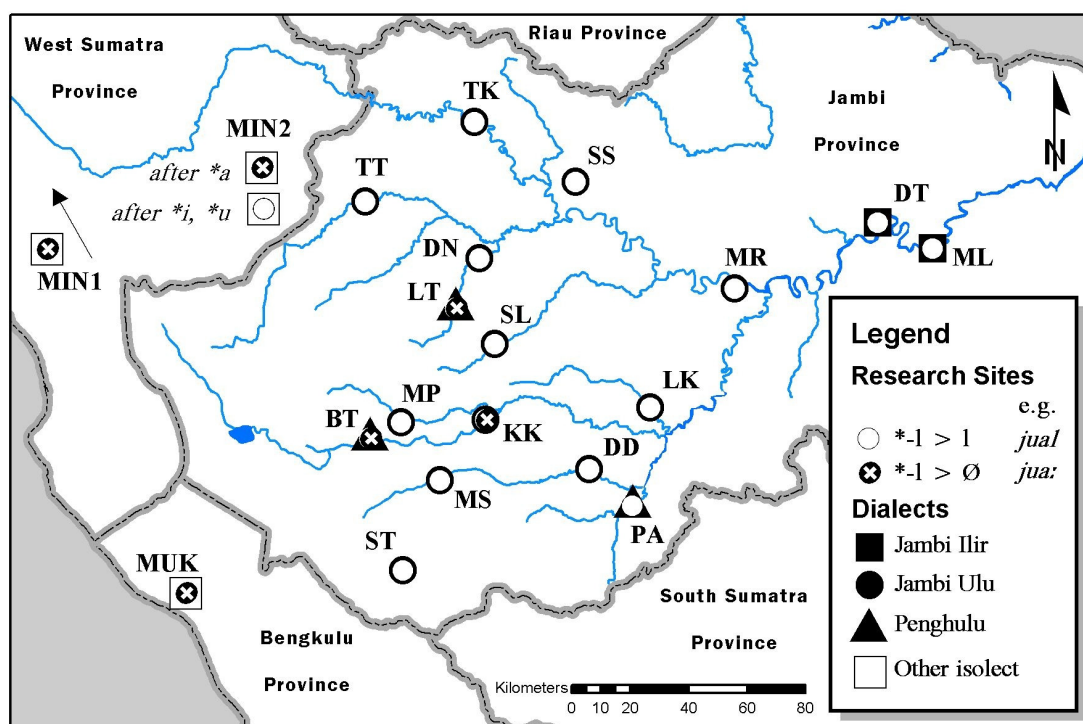 West Sumatra
Province
Riau Province
Jambi
Province
TK
MIN2
after *a
after *i, *u
SS
TT
DT
ML
MIN1
DN
MR
LT
SL
LK
MP
BT
KK
DD
MS
PA
ST
MUK
South Sumatra
Province
Bengkulu
Province
N
Legend
Research Sites
e.g.
*-l > l jual
*-l > Ø jua:
Dialects
Jambi Ilir
Jambi Ulu
Penghulu
Other isolect
Kilometers
0 10 20 40 60 80